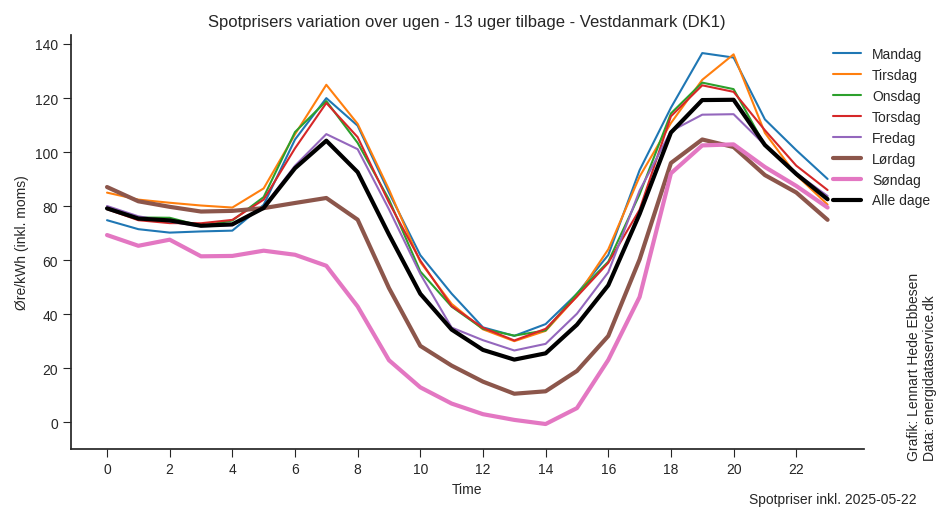 Spotprisers variation over ugen - 13 uger tilbage - Vestdanmark (DK1)
Øre/kWh (inkl. moms)
140
120
100
80
60
40
20
0
0 2 4 6 8 10 12 14 16 18 20 22
Time
Mandag
Tirsdag
Onsdag
Torsdag
Fredag
Lørdag
Søndag
Alle dage
Grafik: Lennart Hede Ebbesen
Data: energidataservice.dk
Spotpriser inkl. 2025-05-22